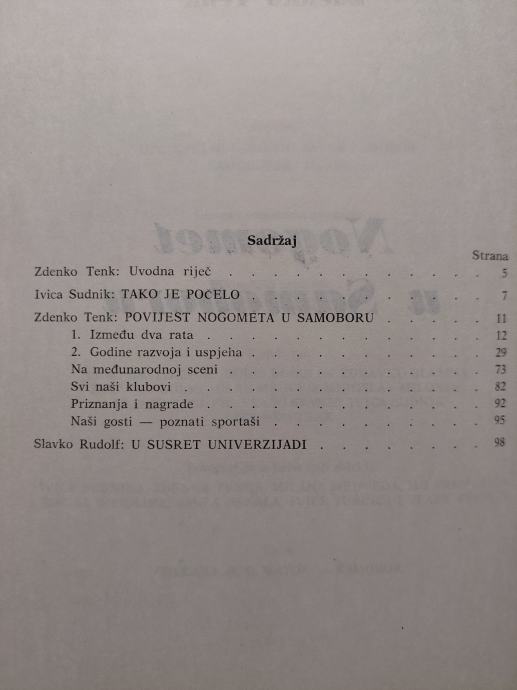 Sadržaj
Strana
Zdenko Tenk: Uvodna riječ . . . . . . . . . . 5
Ivica Sudnik: TAKO JE POČELO . . . . . . . . . 7
Zdenko Tenk: POVIJEST NOGOMETA U SAMOBORU . . . . . 11
1. Između dva rata . . . . . . . . . . . 12
2. Godine razvoja i uspjeha . . . . . . . . . 29
Na međunarodnoj sceni . . . . . . . . . . 73
Svi naši klubovi . . . . . . . . . . . . 82
Priznanja i nagrade . . . . . . . . . . . 92
Naši gosti — poznati sportaši . . . . . . . . 95
Slavko Rudolf: U SUSRET UNIVERZIJADI . . . . . . . 98
Nogomet
u Samoboru